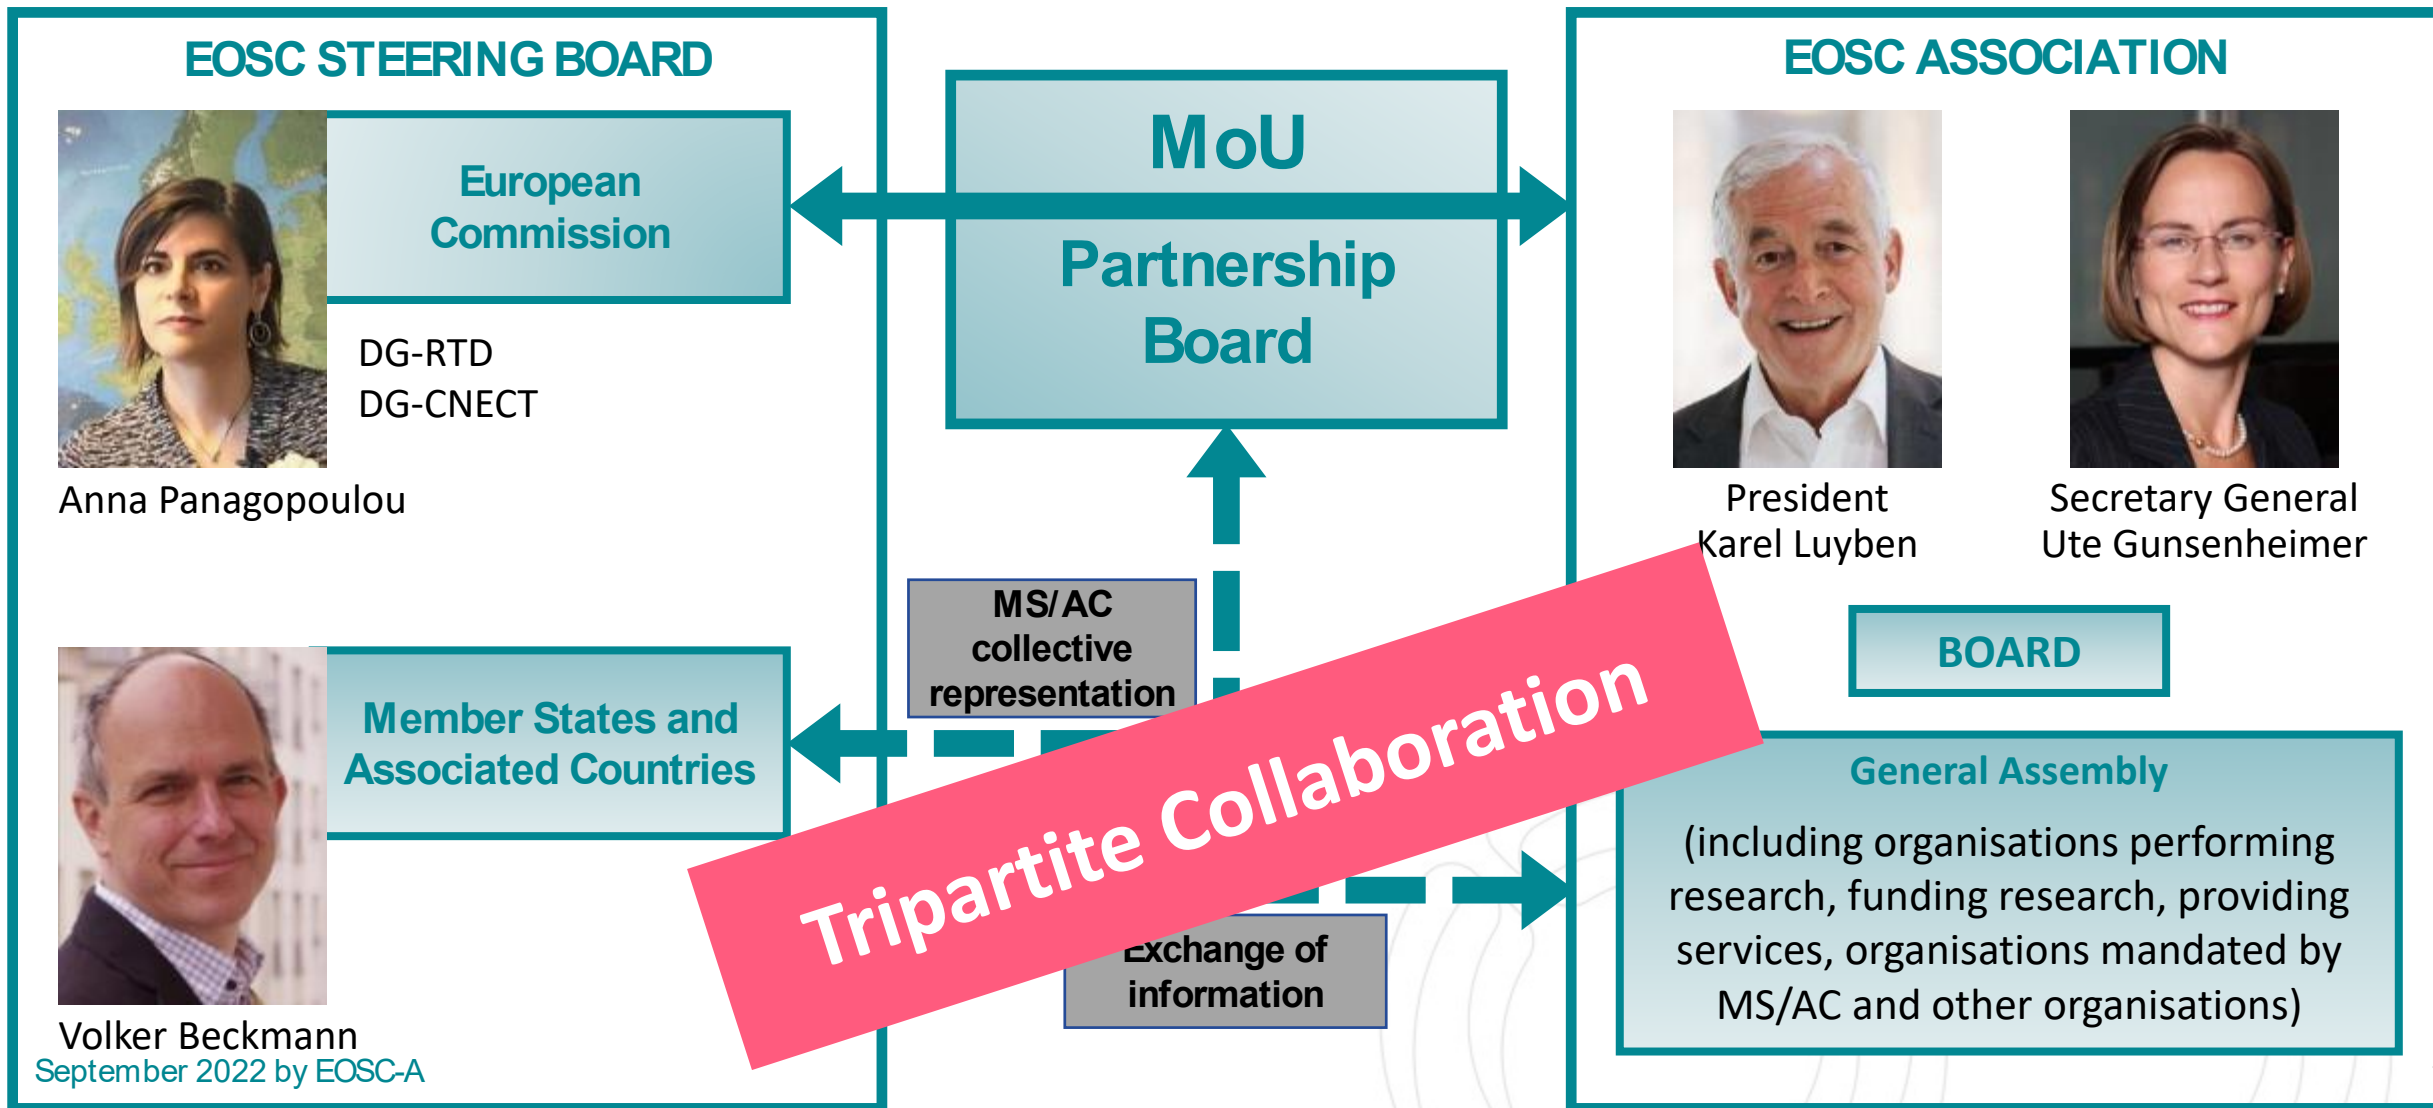 EOSC STEERING BOARD
European
Commission
DG-RTD
DG-CNECT
Anna Panagopoulou
Member States and
Associated Countries
Volker Beckmann
September 2022 by EOSC-A
MoU
Partnership
Board
MS/AC
collective
representation
Tripartite Collaboration
Exchange of
information
EOSC ASSOCIATION
President
Karel Luyben
Secretary General
Ute Gunsenheimer
BOARD
General Assembly
(including organisations performing
research, funding research, providing
services, organisations mandated by
MS/AC and other organisations)